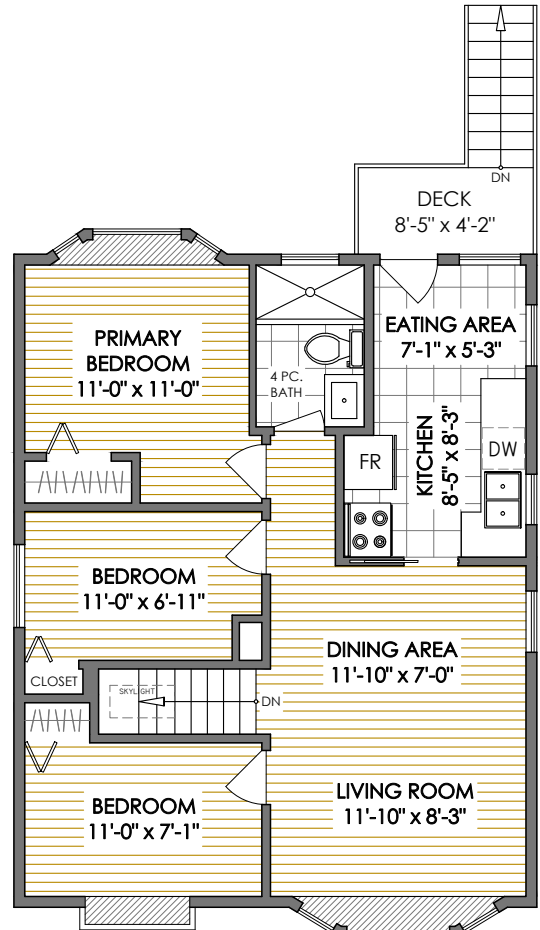 DN
DECK
8'-5" x 4'-2"
PRIMARY
BEDROOM
11'-0" x 11'-0"
EATING AREA
7'-1" x 5'-3"
4 PC.
BATH
KITCHEN
8'-5" x 8'-3"
FR
DW
BEDROOM
11'-0" x 6'-11"
DINING AREA
11'-10" x 7'-0"
CLOSET
SKYLIGHT
DN
LIVING ROOM
11'-10" x 8'-3"
BEDROOM
11'-0" x 7'-1"